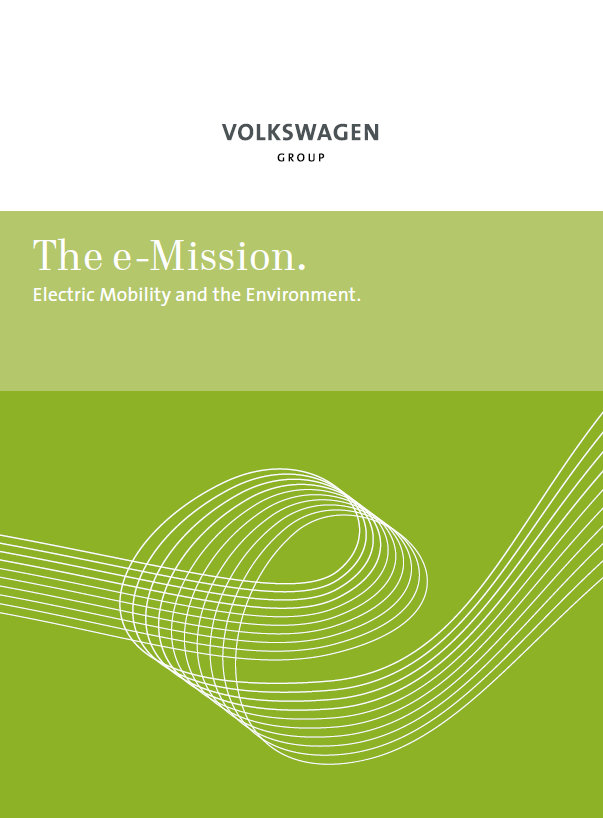 VOLKSWAGEN
GROUP
The e-Mission.
Electric Mobility and the Environment.